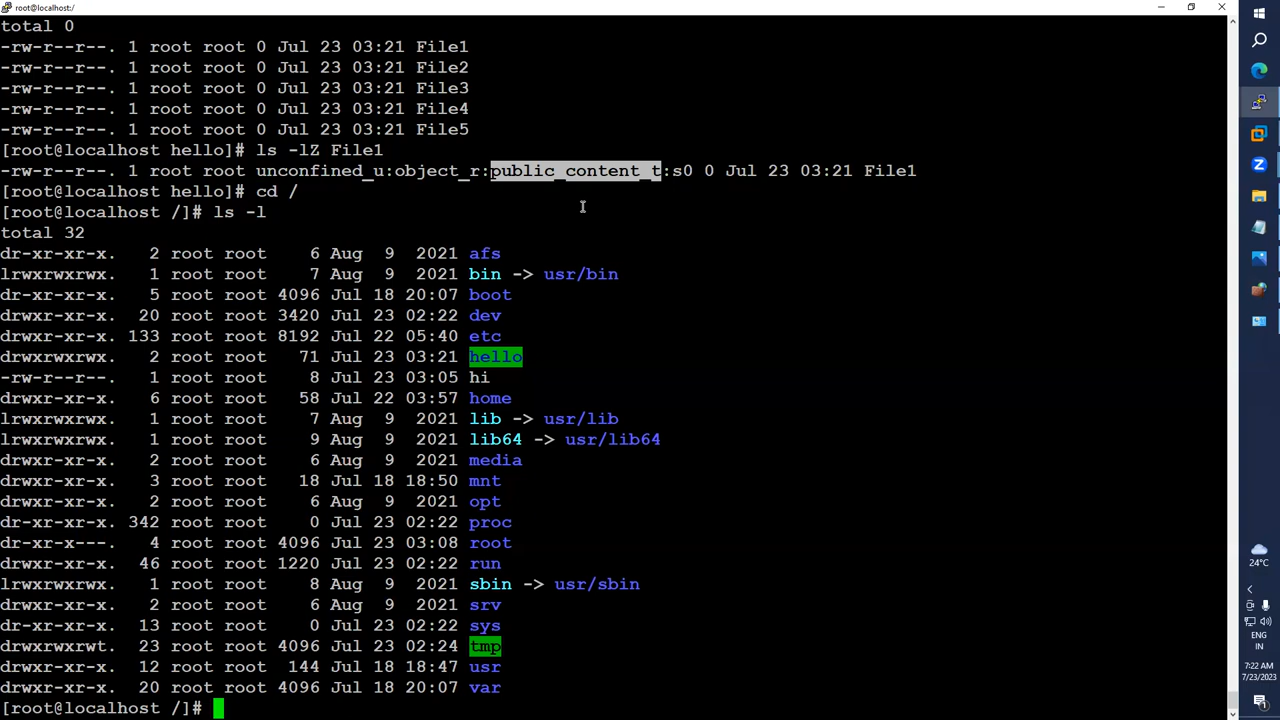 root@localhost:/
total 0
-rw-r--r--. 1 root root 0 Jul 23 03:21 File1
-rw-r--r--. 1 root root 0 Jul 23 03:21 File2
-rw-r--r--. 1 root root 0 Jul 23 03:21 File3
-rw-r--r--. 1 root root 0 Jul 23 03:21 File4
-rw-r--r--. 1 root root 0 Jul 23 03:21 File5
[root@localhost hello]# ls -lZ File1
-rw-r--r--. 1 root root unconfined_u:object_r:public_content_t:s0 0 Jul 23 03:21 File1
[root@localhost hello]# cd /
[root@localhost /]# ls -l
total 32
dr-xr-xr-x.   2 root root    6 Aug  9  2021 afs
lrwxrwxrwx.   1 root root    7 Aug  9  2021 bin -> usr/bin
dr-xr-xr-x.   5 root root 4096 Jul 18 20:07 boot
drwxr-xr-x.  20 root root 3420 Jul 23 02:22 dev
drwxr-xr-x. 133 root root 8192 Jul 22 05:40 etc
drwxrwxrwx.   2 root root   71 Jul 23 03:21 hello
-rw-r--r--.   1 root root    8 Jul 23 03:05 hi
drwxr-xr-x.   6 root root   58 Jul 22 03:57 home
lrwxrwxrwx.   1 root root    7 Aug  9  2021 lib -> usr/lib
lrwxrwxrwx.   1 root root    9 Aug  9  2021 lib64 -> usr/lib64
drwxr-xr-x.   2 root root    6 Aug  9  2021 media
drwxr-xr-x.   3 root root   18 Jul 18 18:50 mnt
drwxr-xr-x.   2 root root    6 Aug  9  2021 opt
dr-xr-xr-x. 342 root root    0 Jul 23 02:22 proc
dr-xr-x---.   4 root root 4096 Jul 23 03:08 root
drwxr-xr-x.  46 root root 1220 Jul 23 02:22 run
lrwxrwxrwx.   1 root root    8 Aug  9  2021 sbin -> usr/sbin
drwxr-xr-x.   2 root root    6 Aug  9  2021 srv
dr-xr-xr-x.  13 root root    0 Jul 23 02:22 sys
drwxrwxrwt.  23 root root 4096 Jul 23 02:24 tmp
drwxr-xr-x.  12 root root  144 Jul 18 18:47 usr
drwxr-xr-x.  20 root root 4096 Jul 18 20:07 var
[root@localhost /]#
24°C
ENG
IN
7:22 AM
7/23/2023